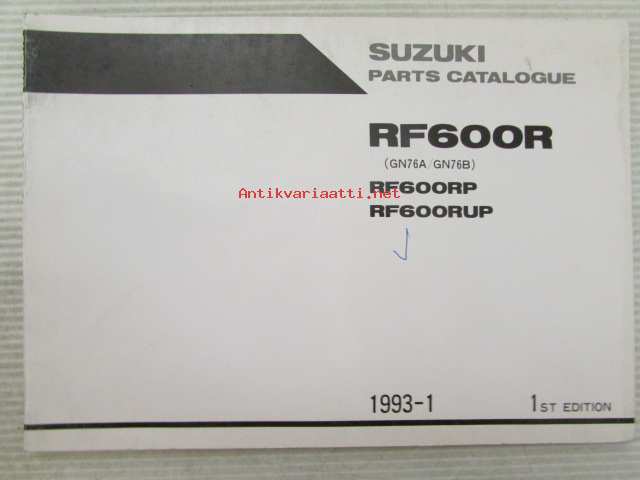 SUZUKI
PARTS CATALOGUE
RF600R
(GN76A/GN76B)
Antikvariaatti.net
RF600RP
RF600RUP
1993-1 1ST EDITION